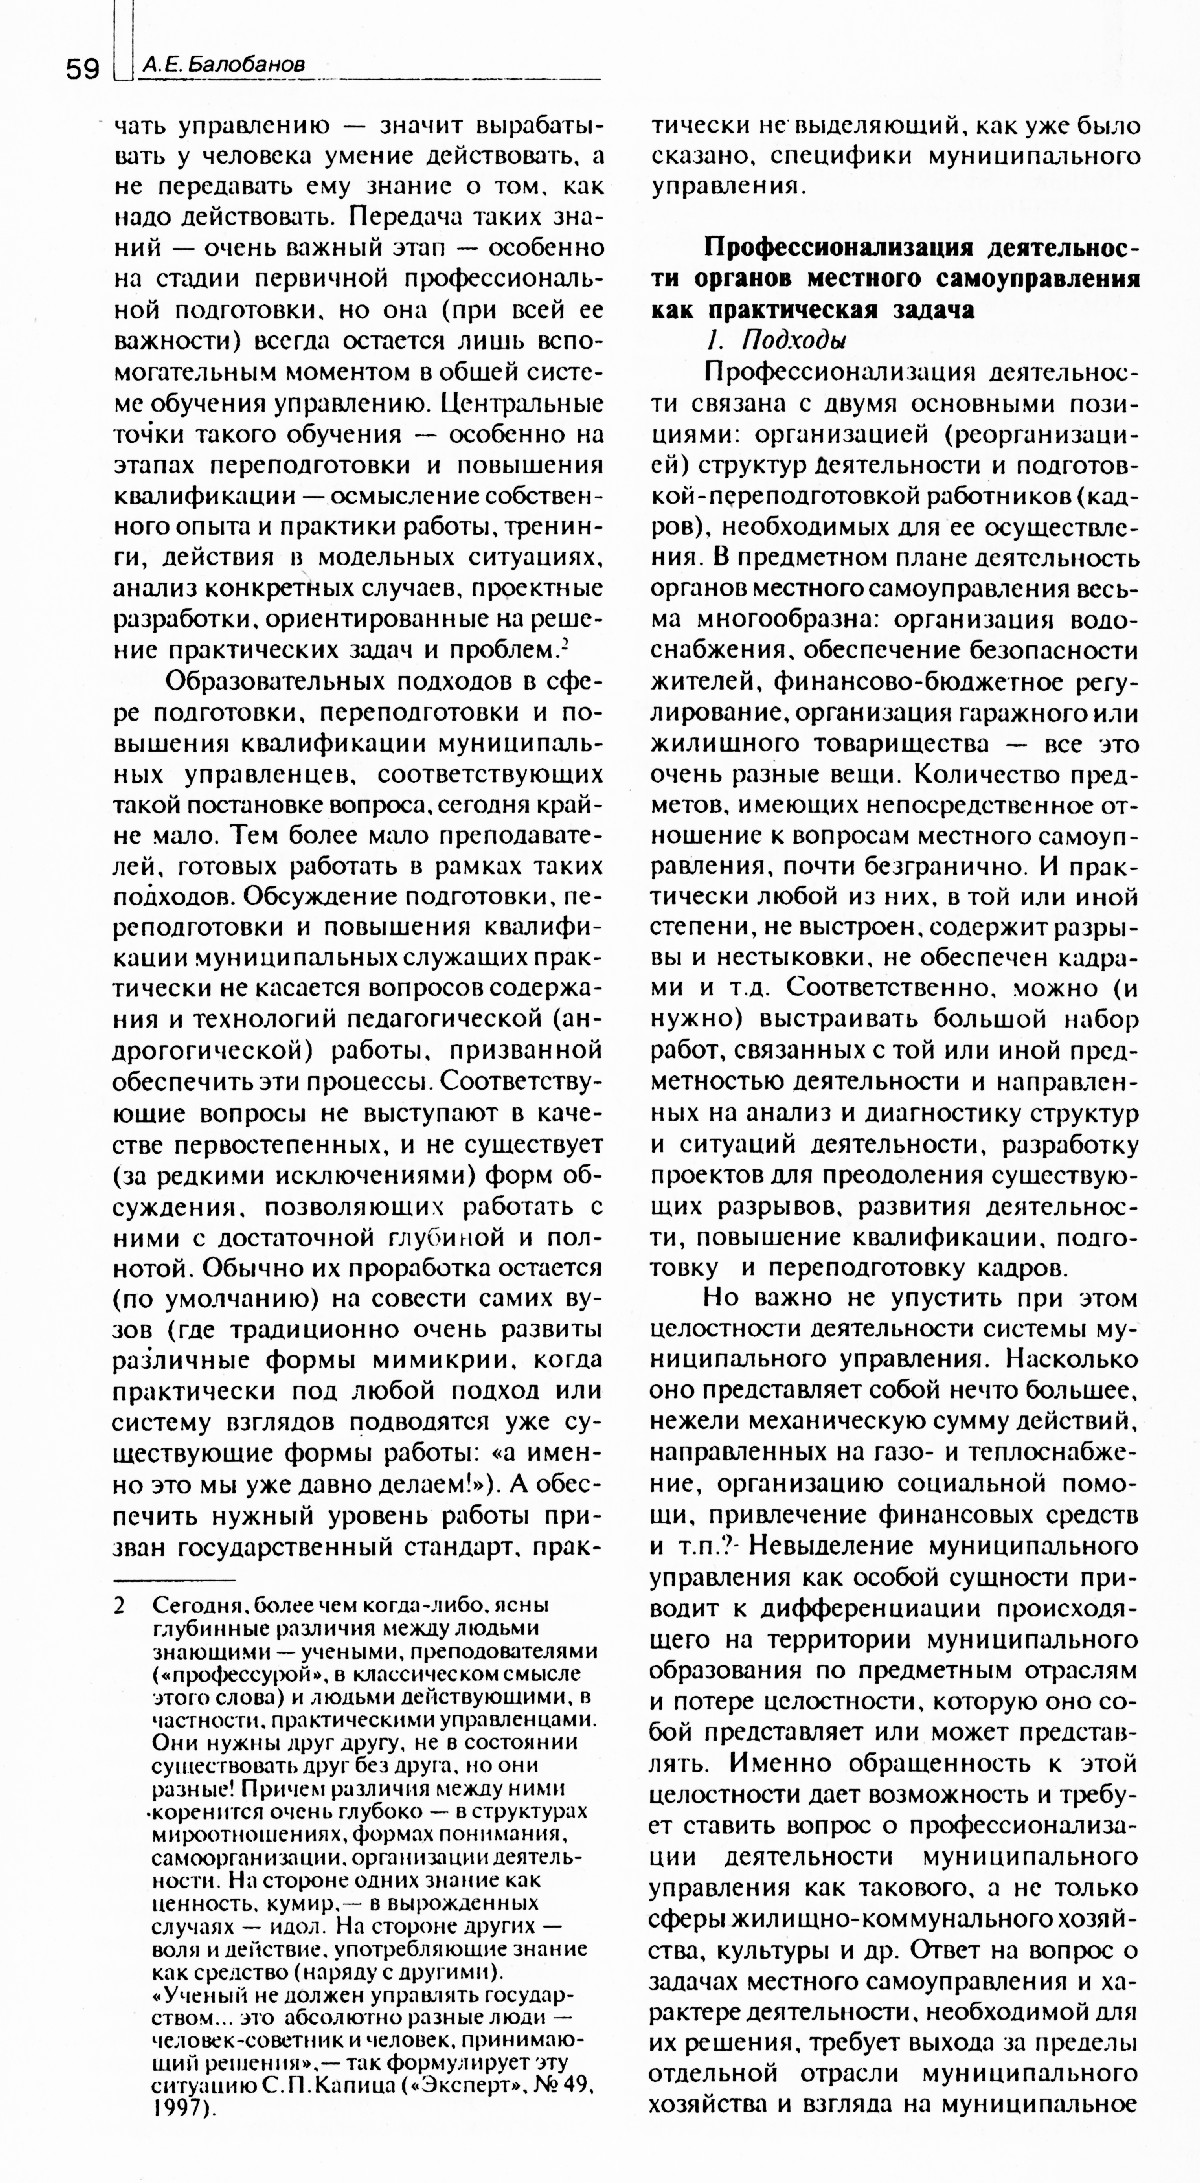 59
А.Е. Балобанов
чать управлению — значит вырабаты-
вать у человека умение действовать, а
не передавать ему знание о том, как
надо действовать. Передача таких зна-
ний — очень важный этап — особенно
на стадии первичной профессиональ-
ной подготовки, но она (при всей ее
важности) всегда остается лишь вспо-
могательным моментом в общей систе-
ме обучения управлению. Центральные
точки такого обучения — особенно на
этапах переподготовки и повышения
квалификации — осмысление собствен-
ного опыта и практики работы, тренин-
ги, действия в модельных ситуациях,
анализ конкретных случаев, проектные
разработки, ориентированные на реше-
ние практических задач и проблем.²
Образовательных подходов в сфе-
ре подготовки, переподготовки и по-
вышения квалификации муниципаль-
ных управленцев, соответствующих
такой постановке вопроса, сегодня край-
не мало. Тем более мало преподавате-
лей, готовых работать в рамках таких
подходов. Обсуждение подготовки, пе-
реподготовки и повышения квалифи-
кации муниципальных служащих прак-
тически не касается вопросов содержа-
ния и технологий педагогической (ан-
дрогогической) работы, призванной
обеспечить эти процессы. Соответству-
ющие вопросы не выступают в каче-
стве первостепенных, и не существует
(за редкими исключениями) форм об-
суждения, позволяющих работать с
ними с достаточной глубиной и пол-
нотой. Обычно их проработка остается
(по умолчанию) на совести самих ву-
зов (где традиционно очень развиты
различные формы мимикрии, когда
практически под любой подход или
систему взглядов подводятся уже су-
ществующие формы работы: «а имен-
но это мы уже давно делаем!»). А обес-
печить нужный уровень работы при-
зван государственный стандарт, прак-
2 Сегодня, более чем когда-либо, ясны
глубинные различия между людьми
знающими — учеными, преподователями
(«профессурой», в классическом смысле
этого слова) и людьми действующими, в
частности, практическими управленцами.
Они нужны друг другу, не в состоянии
существовать друг без друга, но они
разные! Причем различия между ними
коренится очень глубоко — в структурах
мироотношениях, формах понимания,
самоорганизации, организации деятель-
ности. На стороне одних знание как
ценность, кумир,— в вырожденных
случаях — идол. На стороне других —
воля и действие, употребляющие знание
как средство (наряду с другими).
«Ученый не должен управлять государ-
ством... это абсолютно разные люди —
человек-советник и человек, принимаю-
щий решения»,— так формулирует эту
ситуацию С.П.Капица («Эксперт», № 49,
1997).
тически не выделяющий, как уже было
сказано, специфики муниципального
управления.
Профессионализация деятельнос-
ти органов местного самоуправления
как практическая задача
1. Подходы
Профессионализация деятельнос-
ти связана с двумя основными пози-
циями: организацией (реорганизаци-
ей) структур деятельности и подготов-
кой-переподготовкой работников (кад-
ров), необходимых для ее осуществле-
ния. В предметном плане деятельность
органов местного самоуправления весь-
ма многообразна: организация водо-
снабжения, обеспечение безопасности
жителей, финансово-бюджетное регу-
лирование, организация гаражного или
жилишного товарищества — все это
очень разные вещи. Количество пред-
метов, имеющих непосредственное от-
ношение к вопросам местного самоуп-
равления, почти безгранично. И прак-
тически любой из них, в той или иной
степени, не выстроен, содержит разры-
вы и нестыковки, не обеспечен кадра-
ми и т.д. Соответственно, можно (и
нужно) выстраивать большой набор
работ, связанных с той или иной пред-
метностью деятельности и направлен-
ных на анализ и диагностику структур
и ситуаций деятельности, разработку
проектов для преодоления существую-
щих разрывов, развития деятельнос-
ти, повышение квалификации, подго-
товку и переподготовку кадров.
Но важно не упустить при этом
целостности деятельности системы му-
ниципального управления. Насколько
оно представляет собой нечто большее,
нежели механическую сумму действий,
направленных на газо- и теплоснабже-
ние, организацию социальной помо-
щи, привлечение финансовых средств
и т.п.?- Невыделение муниципального
управления как особой сущности при-
водит к дифференциации происходя-
щего на территории муниципального
образования по предметным отраслям
и потере целостности, которую оно со-
бой представляет или может представ-
лять. Именно обращенность к этой
целостности дает возможность и требу-
ет ставить вопрос о профессионализа-
ции деятельности муниципального
управления как такового, а не только
сферы жилищно-коммунального хозяй-
ства, культуры и др. Ответ на вопрос о
задачах местного самоуправления и ха-
рактере деятельности, необходимой для
их решения, требует выхода за пределы
отдельной отрасли муниципального
хозяйства и взгляда на муниципальное